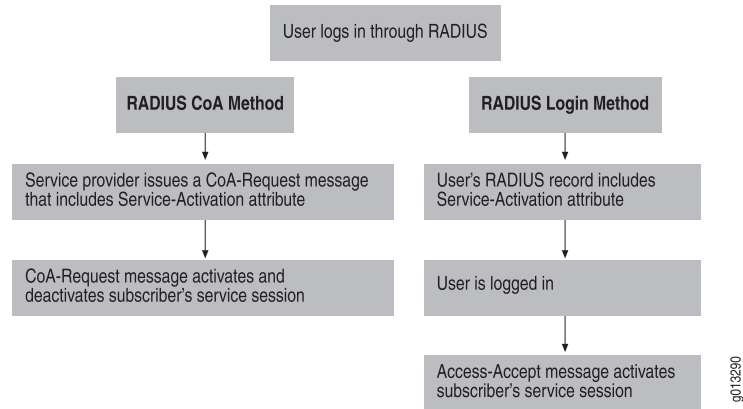 User logs in through RADIUS
RADIUS CoA Method
Service provider issues a CoA-Request message
that includes Service-Activation attribute
CoA-Request message activates and
deactivates subscriber's service session
RADIUS Login Method
User's RADIUS record includes
Service-Activation attribute
User is logged in
Access-Accept message activates
subscriber's service session
g013290